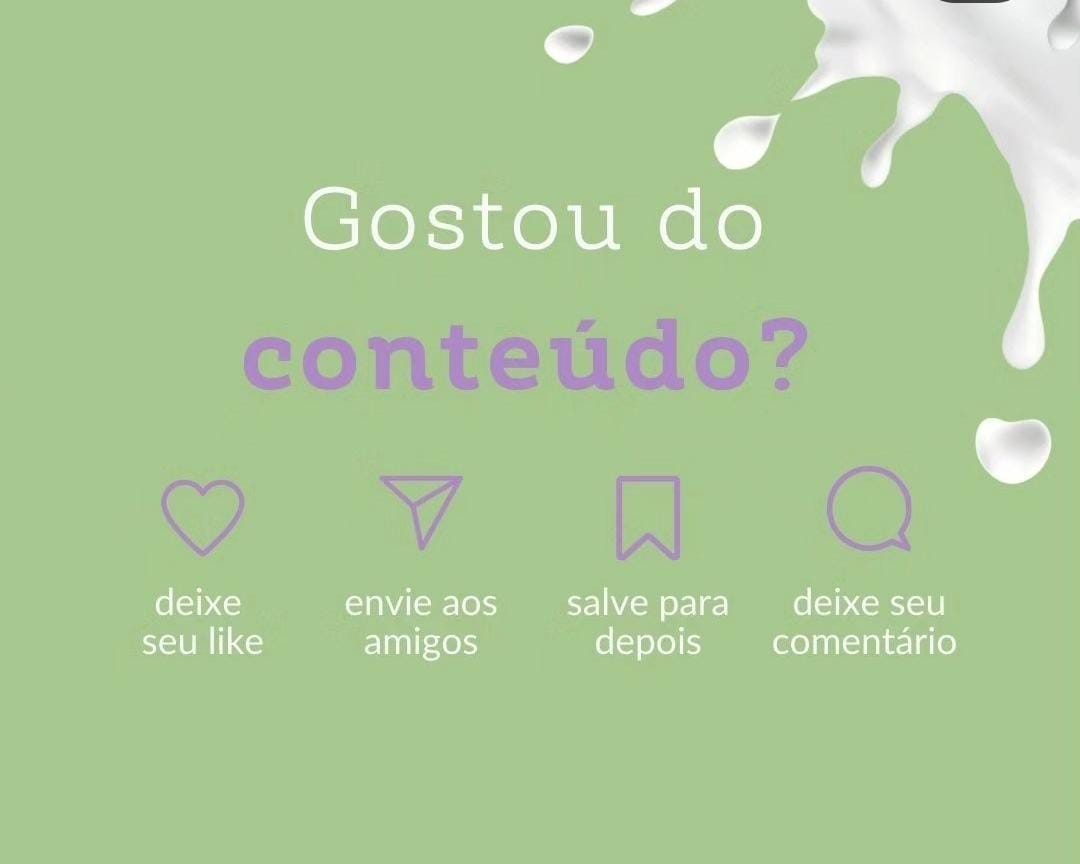 Gostou do
conteúdo?
deixe
seu like
envie aos
amigos
salve para
depois
deixe seu
comentário